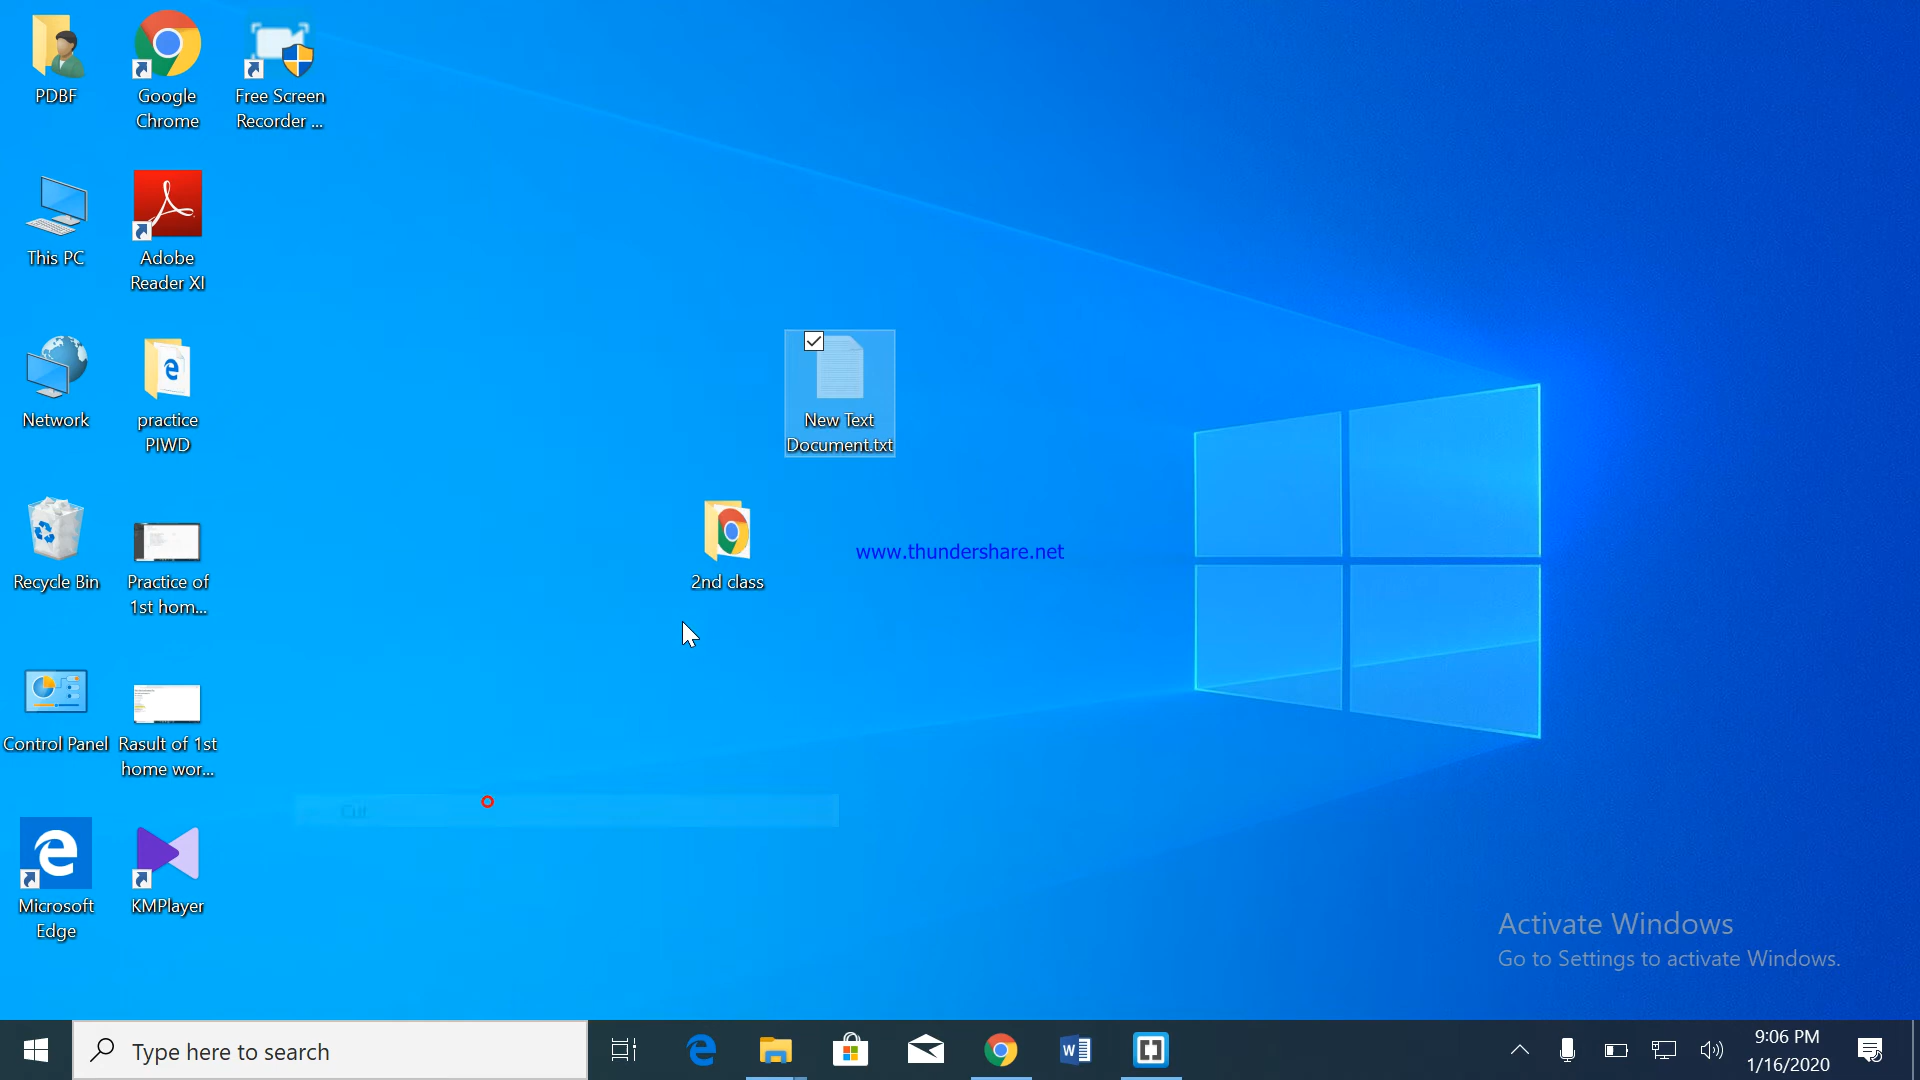 PDBF
Google
Chrome
Free Screen
Recorder ...
This PC
Adobe
Reader XI
Network
practice
PIWD
New Text
Document.txt
Recycle Bin
Practice of
1st hom...
2nd class
www.thundershare.net
Control Panel
Rasult of 1st
home wor...
Cut
Microsoft
Edge
KMPlayer
Activate Windows
Go to Settings to activate Windows.
Type here to search
9:06 PM
1/16/2020